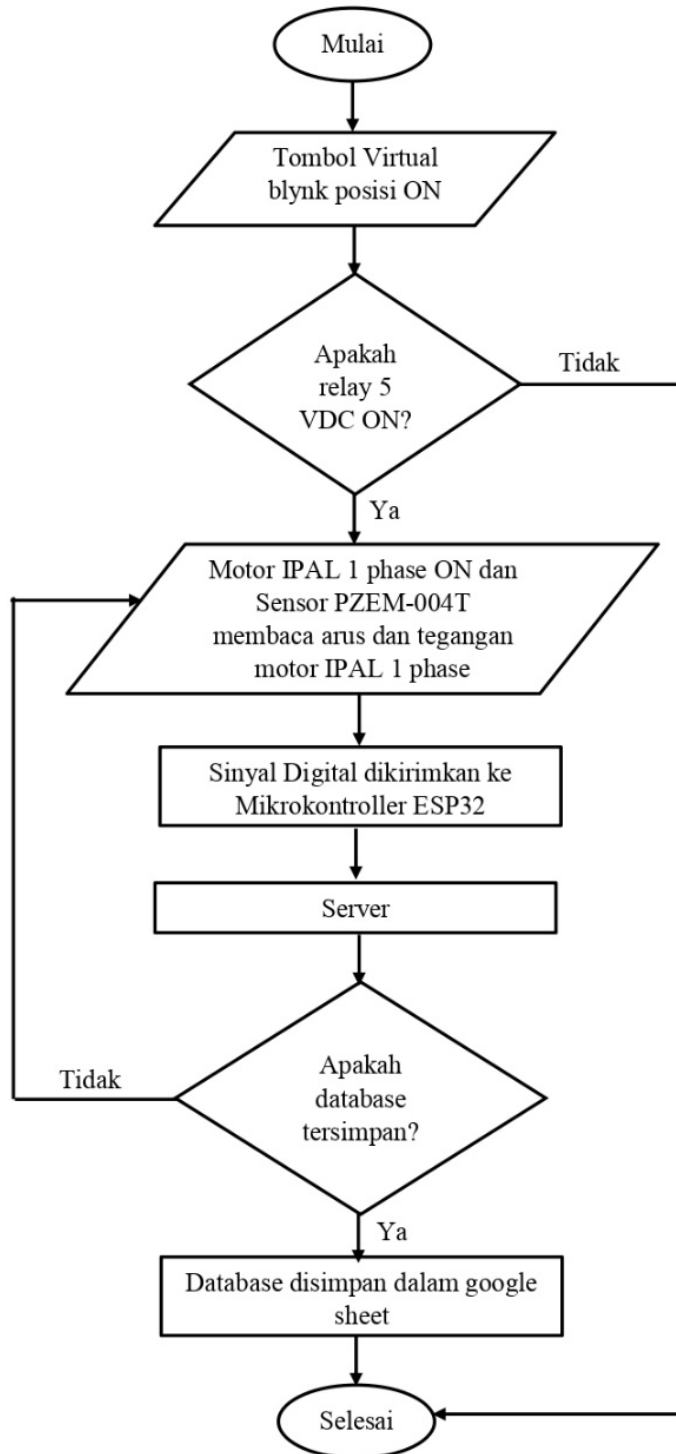 Mulai
Tombol Virtual
blynk posisi ON
Apakah
relay 5
VDC ON?
Tidak
Ya
Motor IPAL 1 phase ON dan
Sensor PZEM-004T
membaca arus dan tegangan
motor IPAL 1 phase
Sinyal Digital dikirimkan ke
Mikrokontroller ESP32
Server
Tidak
Apakah
database
tersimpan?
Ya
Database disimpan dalam google
sheet
Selesai